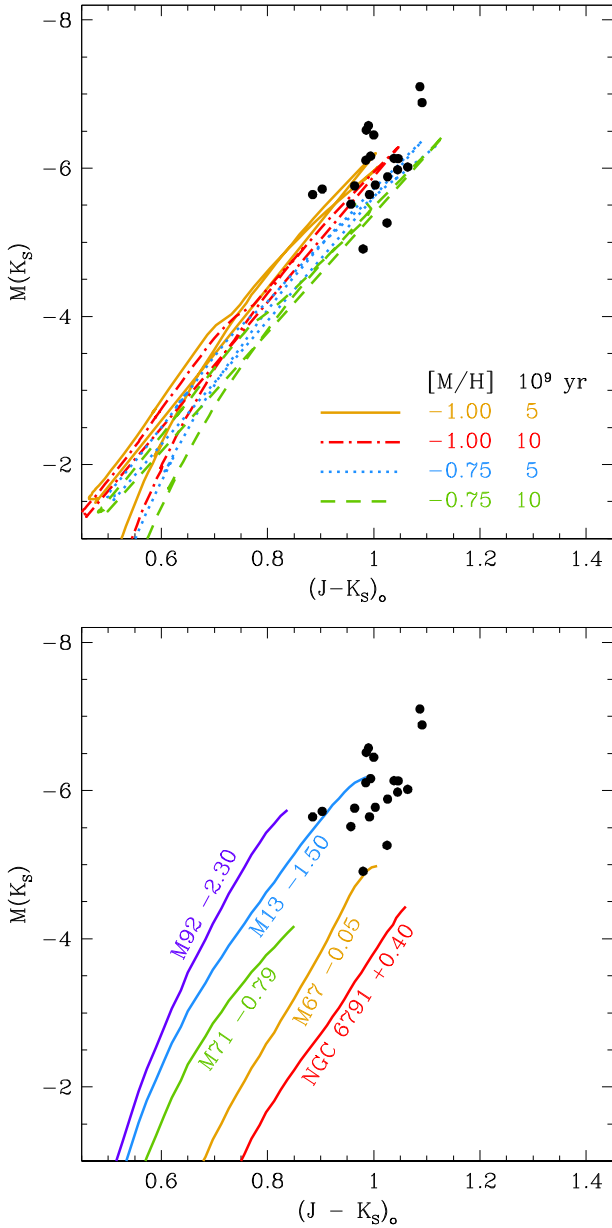 −8
−6
M(K_S)
−4
[M/H] 10⁹ yr
−1.00 5
−1.00 10
−0.75 5
−2
−0.75 10
0.6 0.8 1 1.2 1.4
(J−K_S)_o
−8
−6
M(K_S)
−4
−2
M92 −2.30
M13 −1.50
M71 −0.79
M67 −0.05
NGC 6791 +0.40
0.6 0.8 1 1.2 1.4
(J − K_S)_o